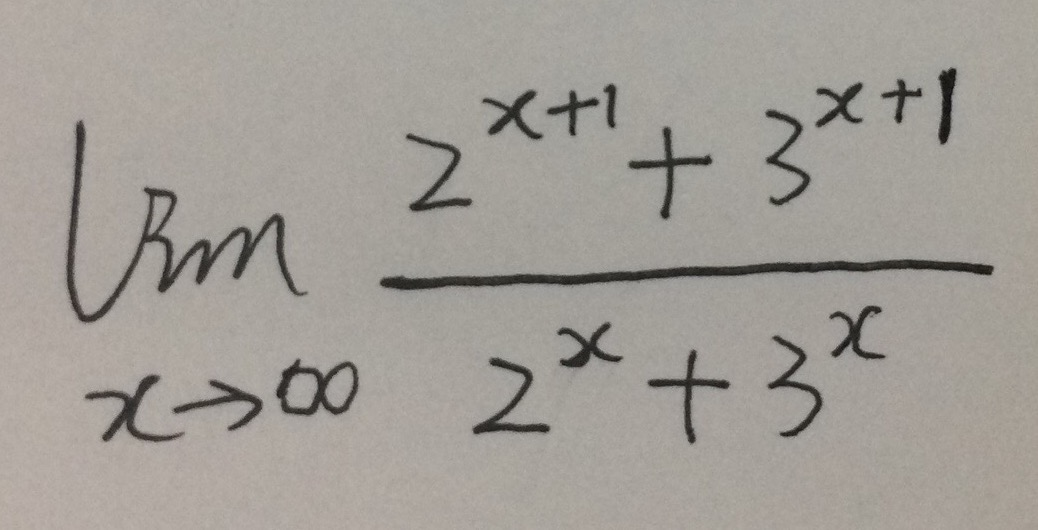 lim x→∞ (2^{x+1} + 3^{x+1}) / (2^x + 3^x)